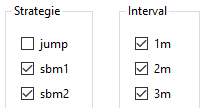 Strategie
jump
sbm1
sbm2
Interval
1m
2m
3m